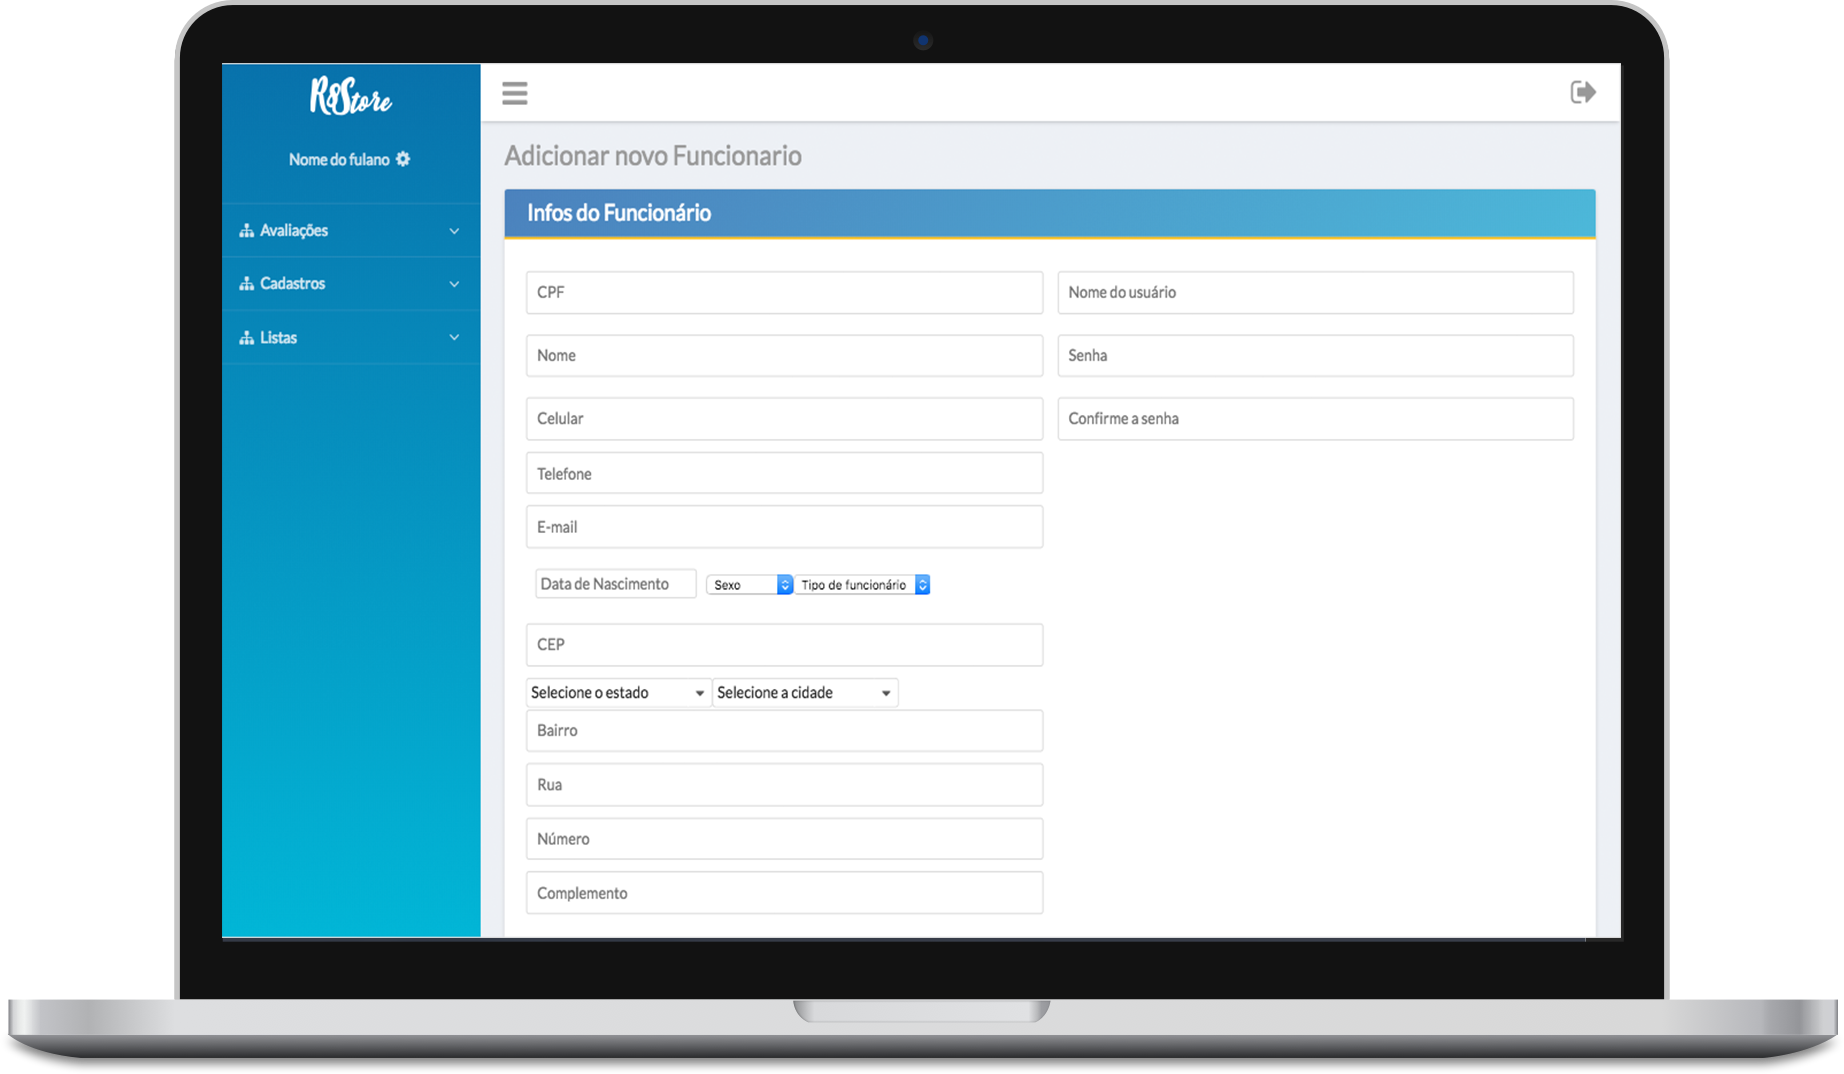 R8Store
Nome do fulano
Avaliações
Cadastros
Listas
Adicionar novo Funcionario
Infos do Funcionário
CPF
Nome do usuário
Nome
Senha
Celular
Confirme a senha
Telefone
E-mail
Data de Nascimento Sexo Tipo de funcionário
CEP
Selecione o estado Selecione a cidade
Bairro
Rua
Número
Complemento